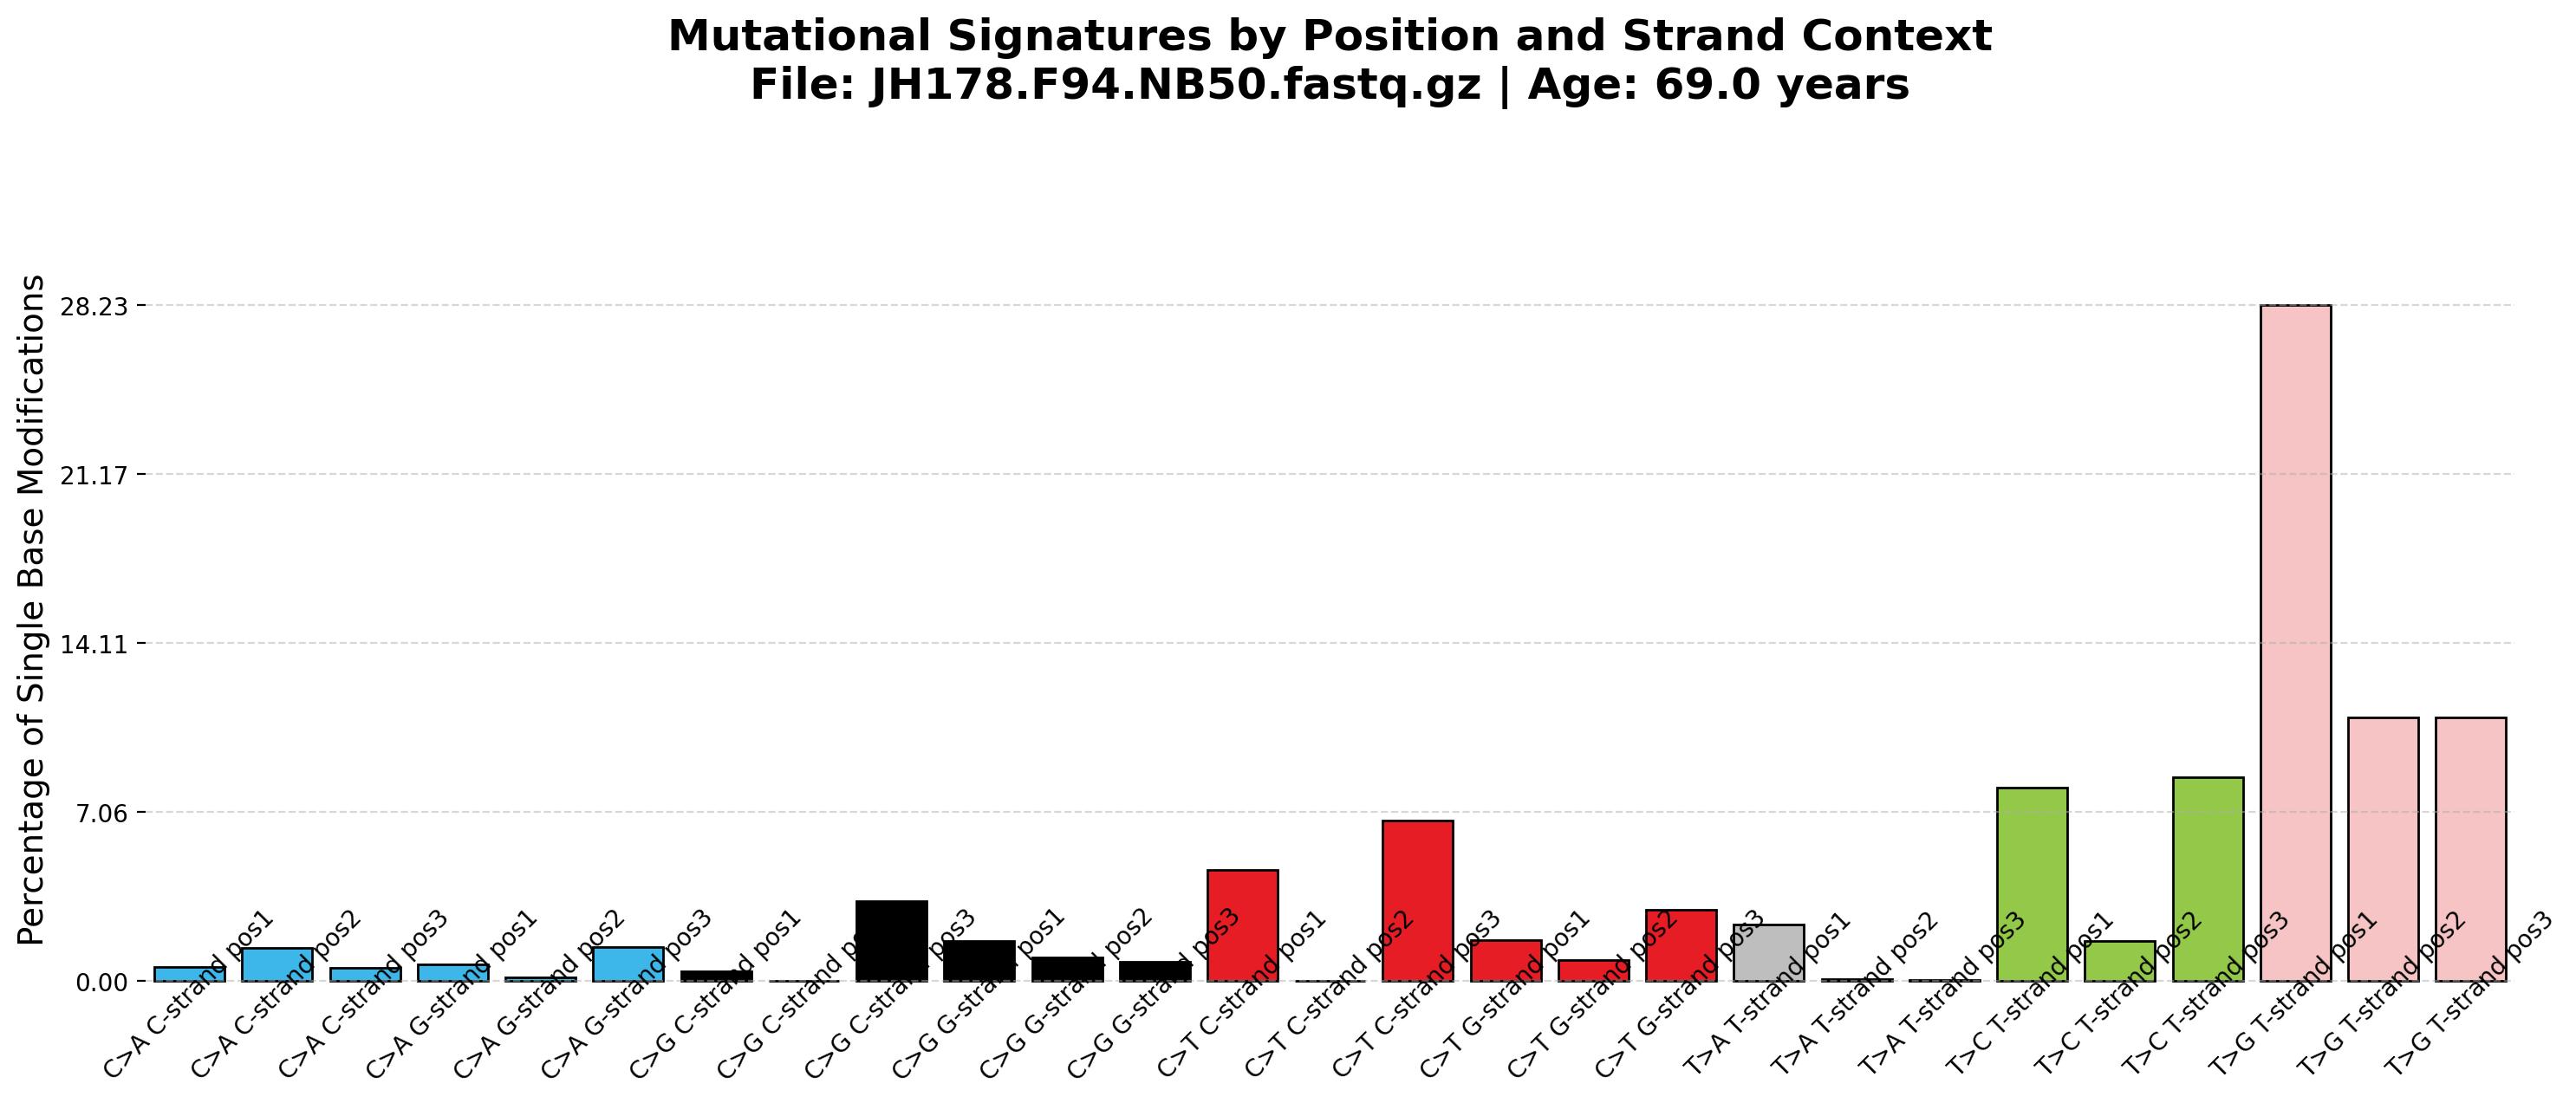 Mutational Signatures by Position and Strand Context
File: JH178.F94.NB50.fastq.gz | Age: 69.0 years
Percentage of Single Base Modifications
28.23
21.17
14.11
7.06
0.00
C>A C-strand pos1
C>A C-strand pos2
C>A C-strand pos3
C>A G-strand pos1
C>A G-strand pos2
C>A G-strand pos3
C>G C-strand pos1
C>G C-strand pos2
C>G C-strand pos3
C>G G-strand pos1
C>G G-strand pos2
C>G G-strand pos3
C>T C-strand pos1
C>T C-strand pos2
C>T C-strand pos3
C>T G-strand pos1
C>T G-strand pos2
C>T G-strand pos3
T>A T-strand pos1
T>A T-strand pos2
T>A T-strand pos3
T>C T-strand pos1
T>C T-strand pos2
T>C T-strand pos3
T>G T-strand pos1
T>G T-strand pos2
T>G T-strand pos3